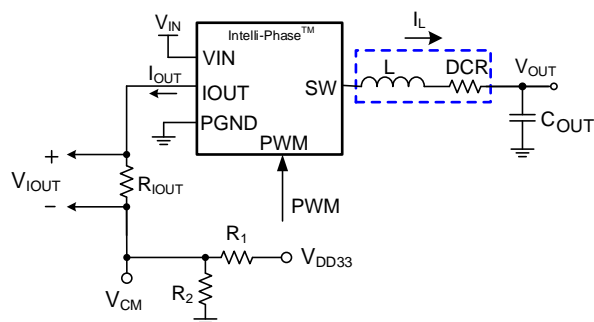 Intelli-Phase™
V_IN
VIN
I_OUT
IOUT
SW
PGND
PWM
I_L
L
DCR
V_OUT
C_OUT
+
V_IOUT
R_IOUT
–
PWM
R_1
V_DD33
V_CM
R_2